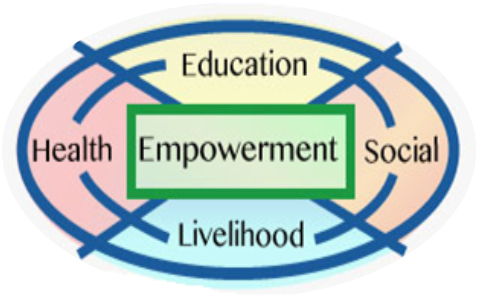 Education
Health
Empowerment
Social
Livelihood